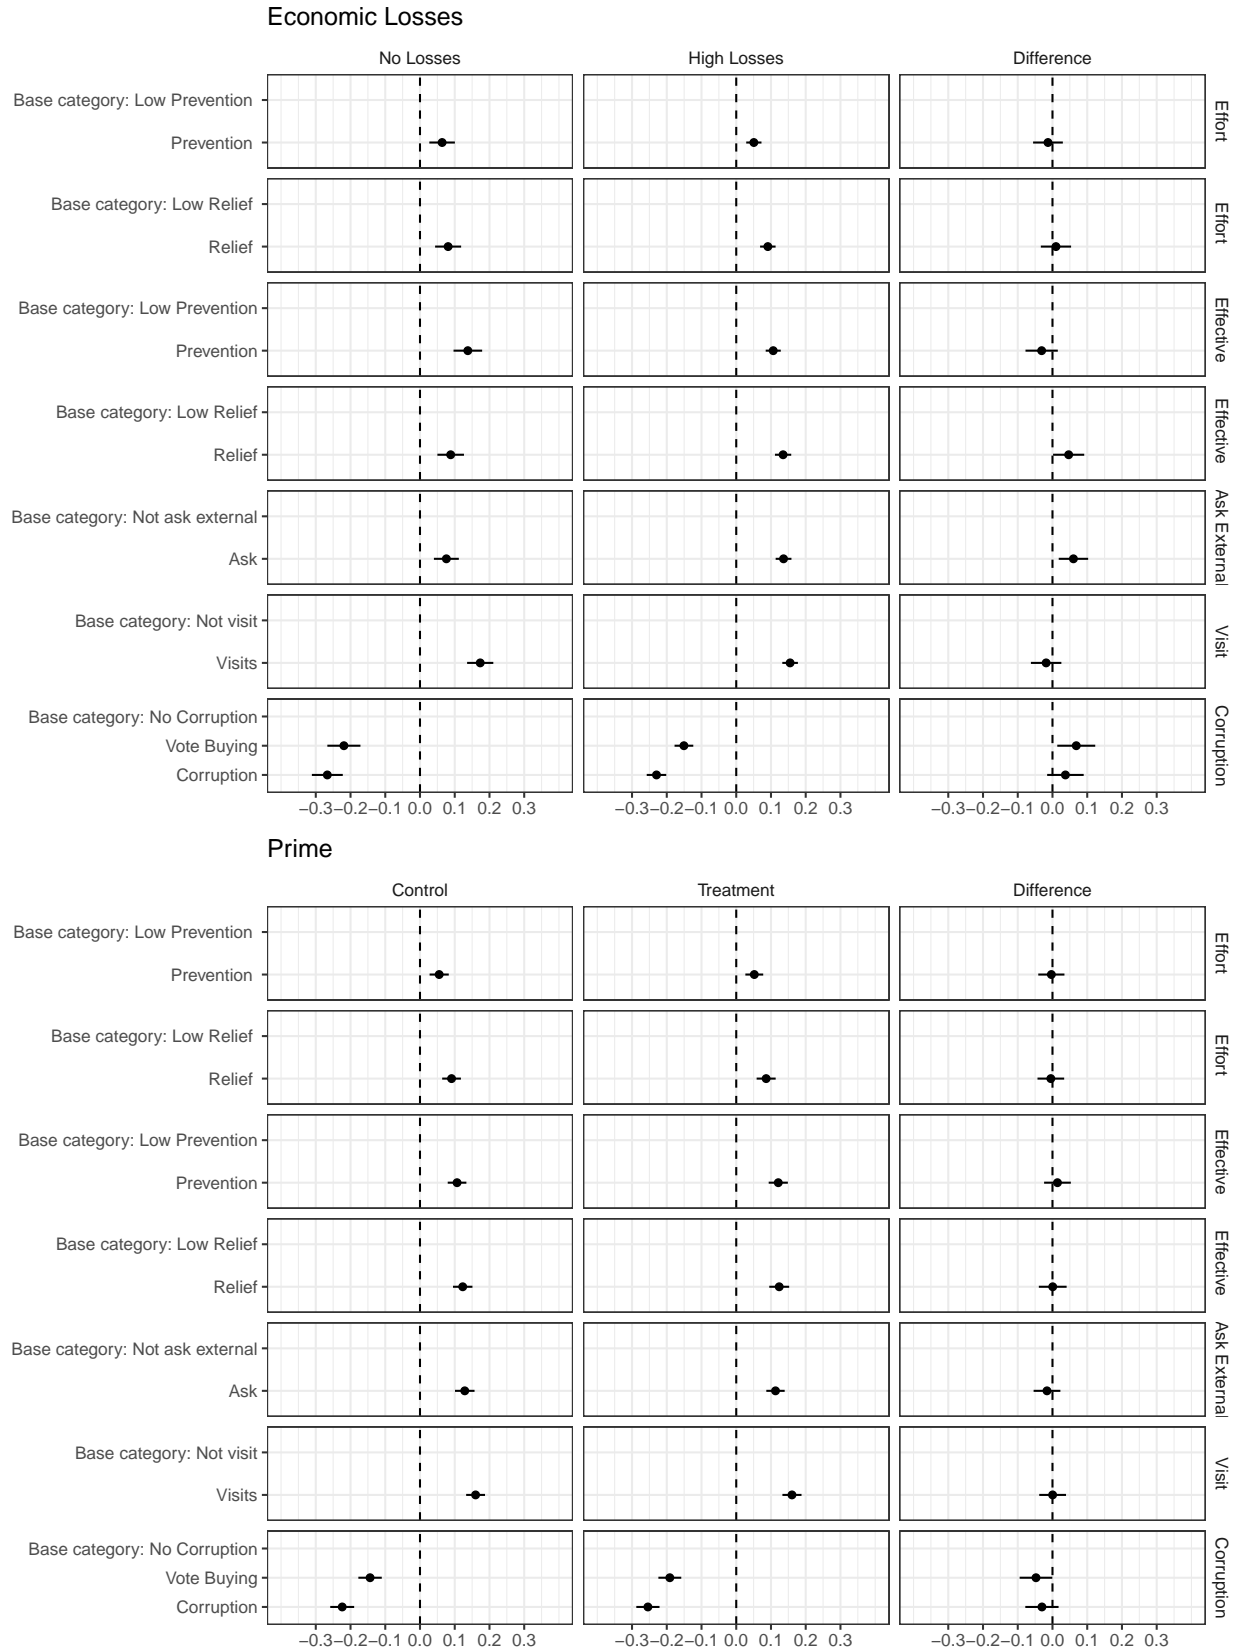 Economic Losses
No Losses High Losses Difference
Base category: Low Prevention
Prevention
Effort
Base category: Low Relief
Relief
Effort
Base category: Low Prevention
Prevention
Effective
Base category: Low Relief
Relief
Effective
Base category: Not ask external
Ask
Ask External
Base category: Not visit
Visits
Visit
Base category: No Corruption
Vote Buying
Corruption
Corruption
−0.3−0.2−0.1 0.0 0.1 0.2 0.3 −0.3−0.2−0.1 0.0 0.1 0.2 0.3 −0.3−0.2−0.1 0.0 0.1 0.2 0.3
Prime
Control Treatment Difference
Base category: Low Prevention
Prevention
Effort
Base category: Low Relief
Relief
Effort
Base category: Low Prevention
Prevention
Effective
Base category: Low Relief
Relief
Effective
Base category: Not ask external
Ask
Ask External
Base category: Not visit
Visits
Visit
Base category: No Corruption
Vote Buying
Corruption
Corruption
−0.3−0.2−0.1 0.0 0.1 0.2 0.3 −0.3−0.2−0.1 0.0 0.1 0.2 0.3 −0.3−0.2−0.1 0.0 0.1 0.2 0.3